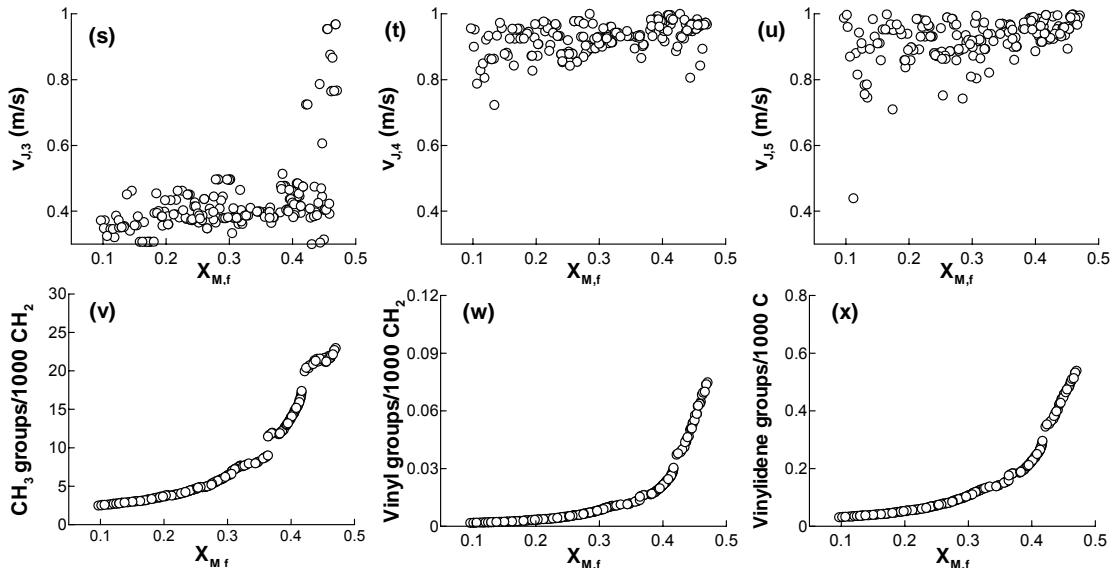 (s)
1
0.8
0.6
0.4
v_J,3 (m/s)
0.1 0.2 0.3 0.4 0.5
X_M,f
(t)
1
0.8
0.6
0.4
v_J,4 (m/s)
0.1 0.2 0.3 0.4 0.5
X_M,f
(u)
1
0.8
0.6
0.4
v_J,5 (m/s)
0.1 0.2 0.3 0.4 0.5
X_M,f
(v)
30
25
20
15
10
5
0
CH3 groups/1000 CH2
0.1 0.2 0.3 0.4 0.5
X_M,f
(w)
0.12
0.09
0.06
0.03
0
Vinyl groups/1000 CH2
0.1 0.2 0.3 0.4 0.5
X_M,f
(x)
0.8
0.6
0.4
0.2
0
Vinylidene groups/1000 C
0.1 0.2 0.3 0.4 0.5
X_M,f